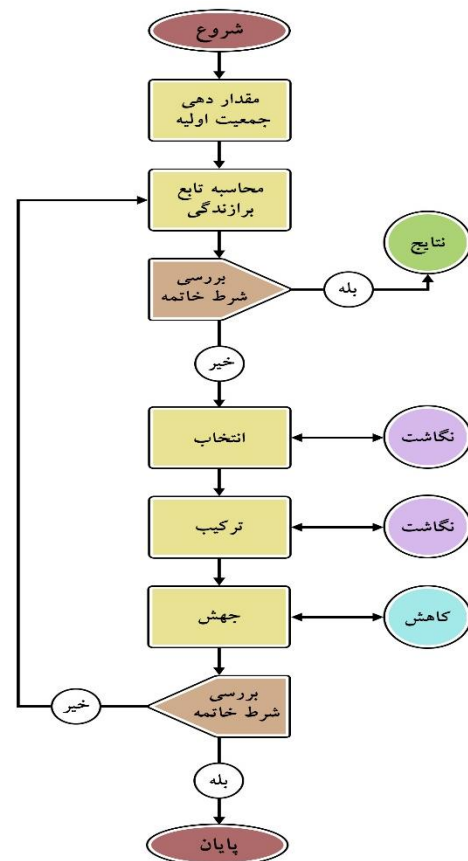 شروع
مقدار دهی
جمعیت اولیه
محاسبه تابع
برازندگی
نتایج
بررسی
شرط خاتمه
بله
خیر
انتخاب
نگاشت
ترکیب
نگاشت
جهش
کاهش
بررسی
شرط خاتمه
خیر
بله
پایان